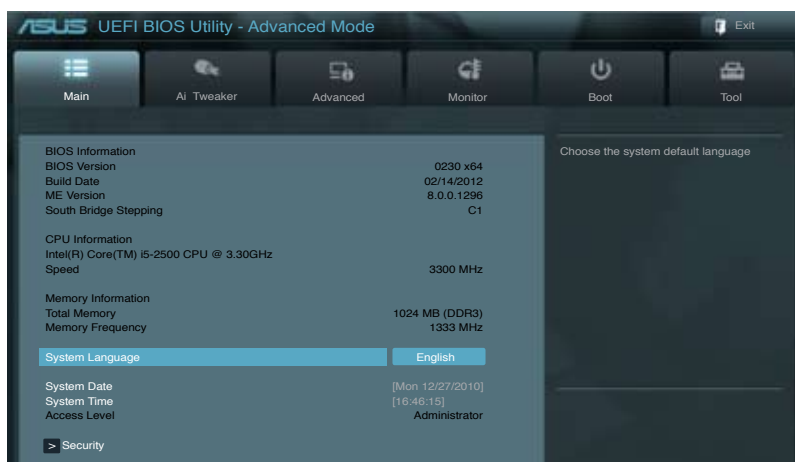 ASUS UEFI BIOS Utility - Advanced Mode Exit
Main Ai Tweaker Advanced Monitor Boot Tool
BIOS Information
BIOS Version 0230 x64
Build Date 02/14/2012
ME Version 8.0.0.1296
South Bridge Stepping C1
CPU Information
Intel(R) Core(TM) i5-2500 CPU @ 3.30GHz
Speed 3300 MHz
Memory Information
Total Memory 1024 MB (DDR3)
Memory Frequency 1333 MHz
System Language English
System Date [Mon 12/27/2010]
System Time [16:46:15]
Access Level Administrator
> Security
Choose the system default language